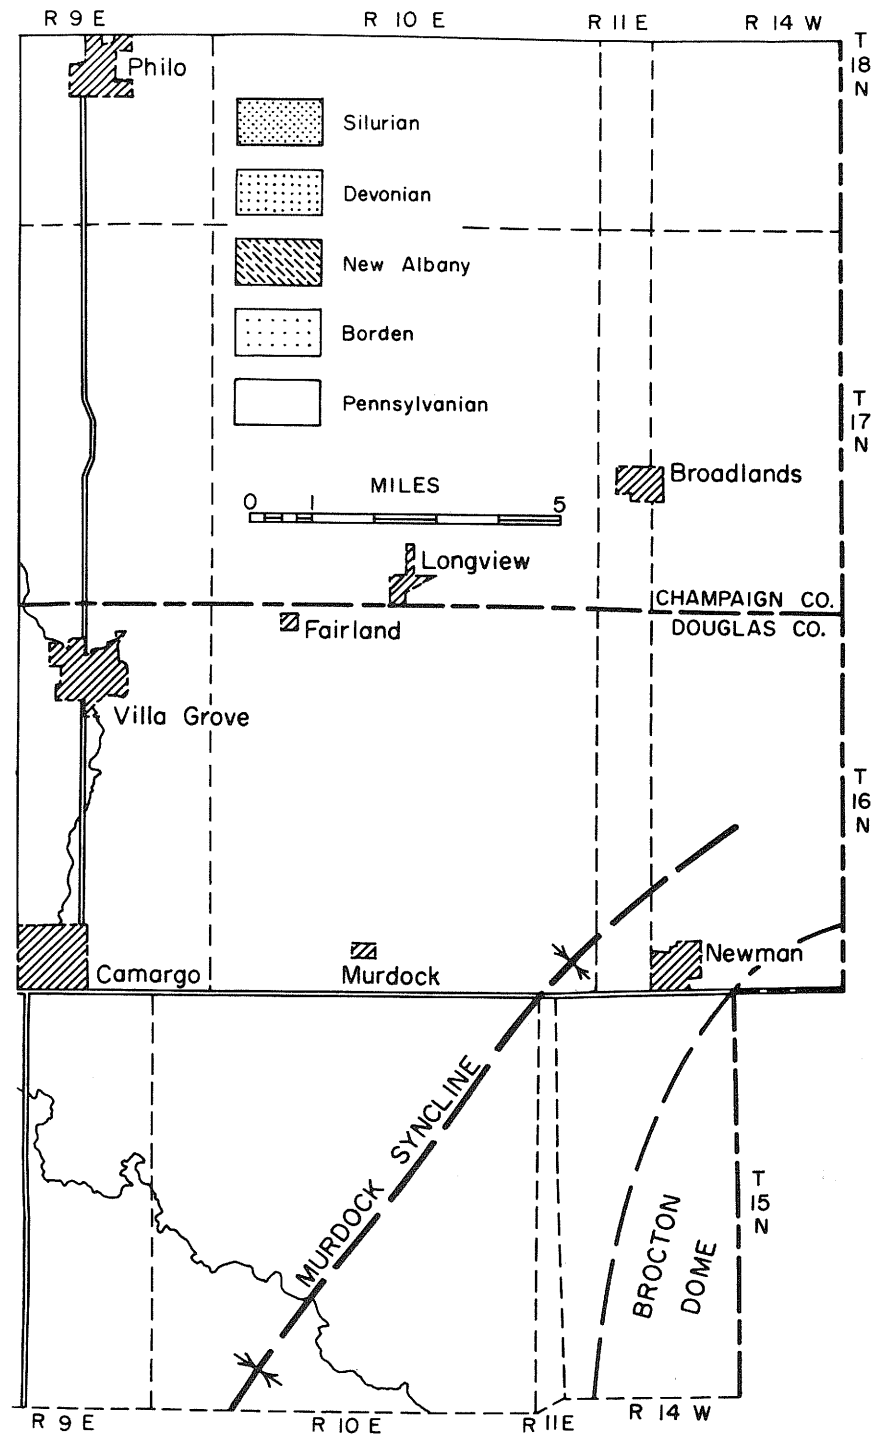 R 9 E
R 10 E
R 11 E
R 14 W
T
18
N
Philo
Silurian
Devonian
New Albany
Borden
Pennsylvanian
T
17
N
MILES
0 1 5
Broadlands
Longview
CHAMPAIGN CO.
DOUGLAS CO.
Fairland
Villa Grove
T
16
N
Newman
Camargo
Murdock
MURDOCK SYNCLINE
T
15
N
BROCTON
DOME
R 9 E
R 10 E
R 11 E
R 14 W